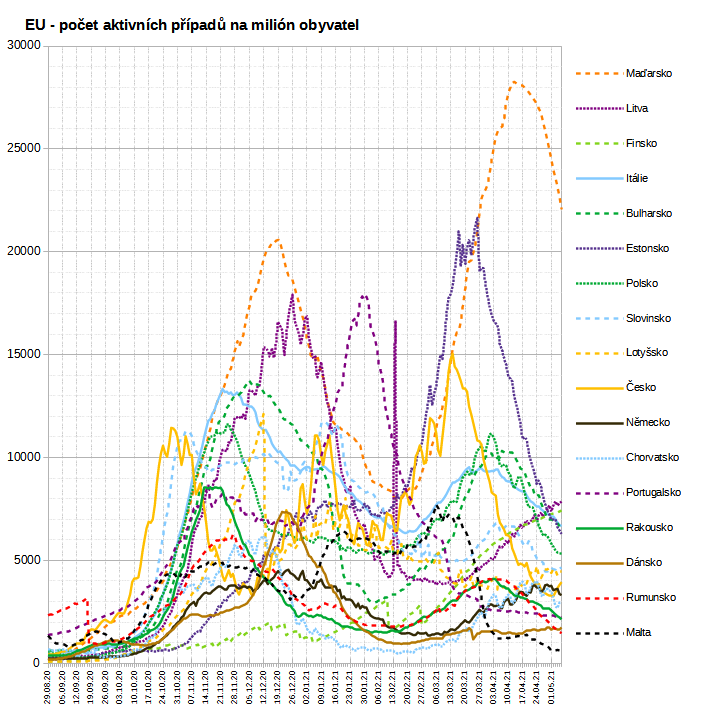 EU - počet aktivních případů na milión obyvatel
30000
25000
20000
15000
10000
5000
0
29.08.20
05.09.20
12.09.20
19.09.20
26.09.20
03.10.20
10.10.20
17.10.20
24.10.20
31.10.20
07.11.20
14.11.20
21.11.20
28.11.20
05.12.20
12.12.20
19.12.20
26.12.20
02.01.21
09.01.21
16.01.21
23.01.21
30.01.21
06.02.21
13.02.21
20.02.21
27.02.21
06.03.21
13.03.21
20.03.21
27.03.21
03.04.21
10.04.21
17.04.21
24.04.21
01.05.21
Maďarsko
Litva
Finsko
Itálie
Bulharsko
Estonsko
Polsko
Slovinsko
Lotyšsko
Česko
Německo
Chorvatsko
Portugalsko
Rakousko
Dánsko
Rumunsko
Malta